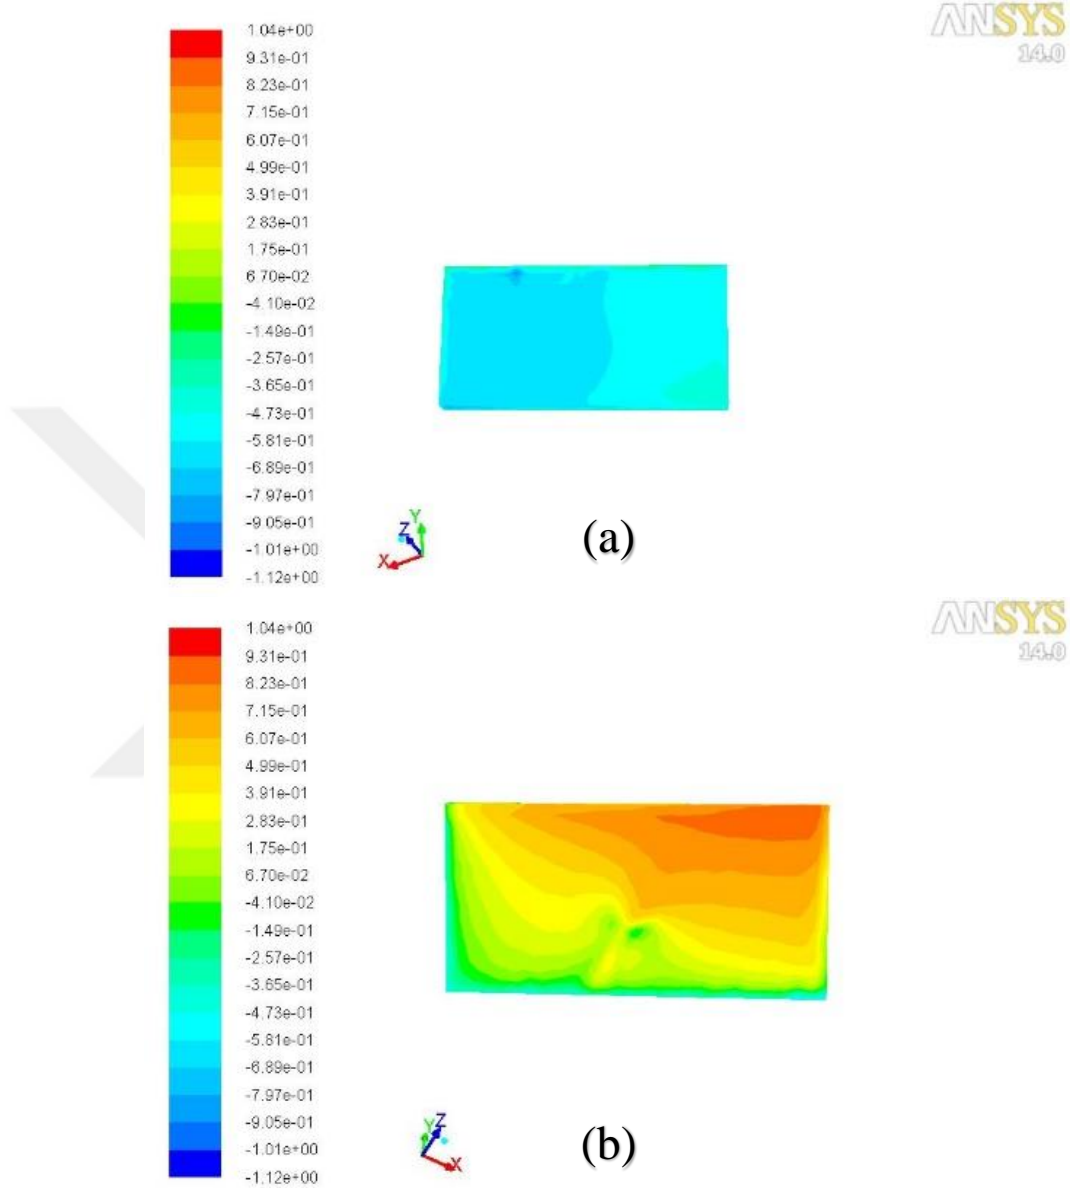 ANSYS
14.0
1.04e+00
9.31e-01
8.23e-01
7.15e-01
6.07e-01
4.99e-01
3.91e-01
2.83e-01
1.75e-01
6.70e-02
-4.10e-02
-1.49e-01
-2.57e-01
-3.65e-01
-4.73e-01
-5.81e-01
-6.89e-01
-7.97e-01
-9.05e-01
-1.01e+00
-1.12e+00
Y
Z
X
(a)
ANSYS
14.0
1.04e+00
9.31e-01
8.23e-01
7.15e-01
6.07e-01
4.99e-01
3.91e-01
2.83e-01
1.75e-01
6.70e-02
-4.10e-02
-1.49e-01
-2.57e-01
-3.65e-01
-4.73e-01
-5.81e-01
-6.89e-01
-7.97e-01
-9.05e-01
-1.01e+00
-1.12e+00
Y Z
X
(b)